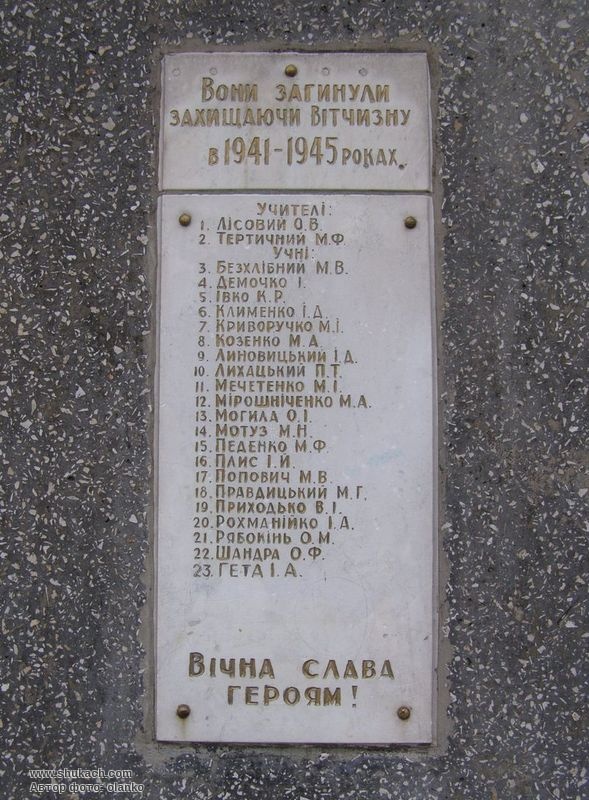 Вони загинули
захищаючи Вітчизну
в 1941-1945 роках.
Учителі:
1. Лісовий О.В.
2. Тертичний М.Ф.
Учні:
3. Безхлібний М.В.
4. Демочко І.
5. Івко К.Р.
6. Клименко І.Д.
7. Криворучко М.І.
8. Козенко М.А.
9. Линовицький І.Д.
10. Лихацький П.Т.
11. Мечетенко М.І.
12. Мірошніченко М.А.
13. Могила О.І.
14. Мотуз М.Н.
15. Педенко М.Ф.
16. Плис І.Й.
17. Попович М.В.
18. Правдицький М.Г.
19. Приходько В.І.
20. Рохманійко І.А.
21. Рябокінь О.М.
22. Шандра О.Ф.
23. Гета І.А.
Вічна слава
героям!
www.shukach.com
Автор фото: olanko